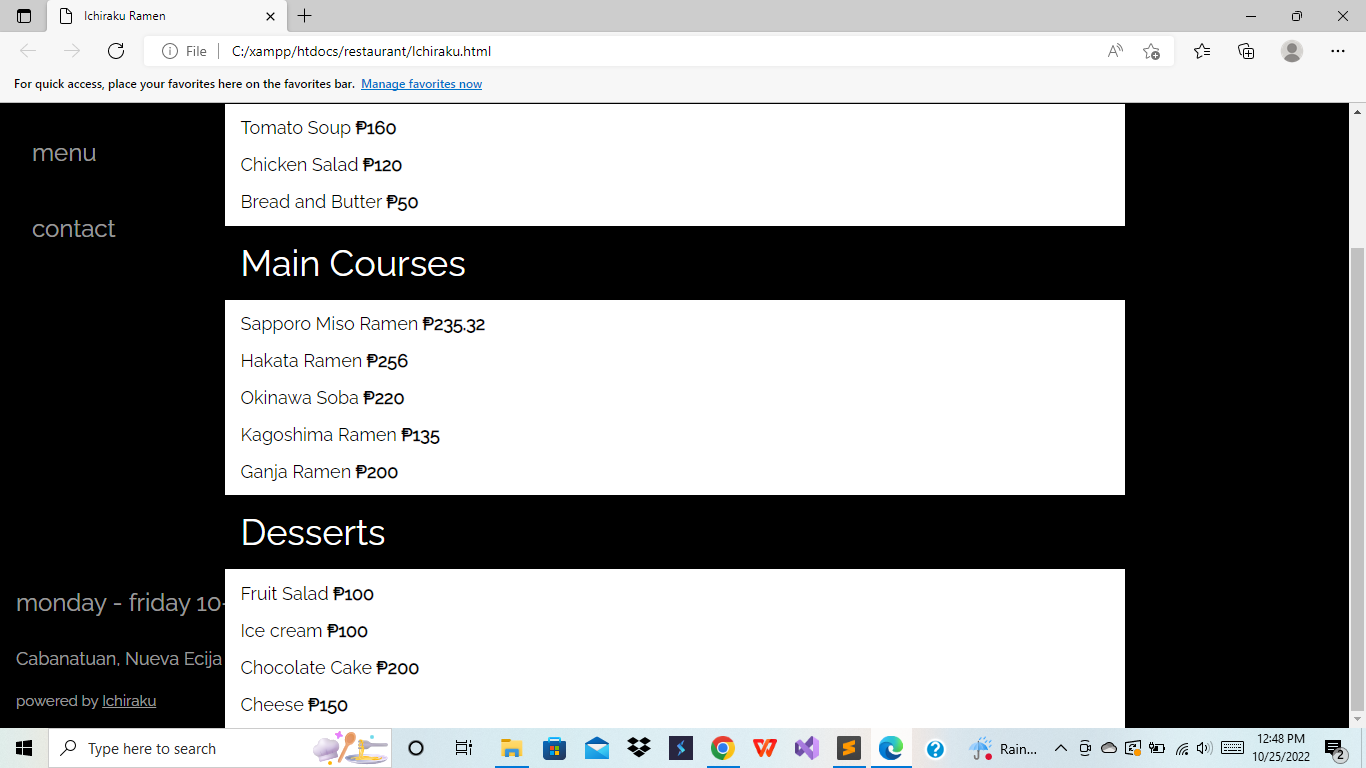 Ichiraku Ramen
File
C:/xampp/htdocs/restaurant/Ichiraku.html
For quick access, place your favorites here on the favorites bar. Manage favorites now
menu
contact
Tomato Soup ₱160
Chicken Salad ₱120
Bread and Butter ₱50
Main Courses
Sapporo Miso Ramen ₱235.32
Hakata Ramen ₱256
Okinawa Soba ₱220
Kagoshima Ramen ₱135
Ganja Ramen ₱200
Desserts
Fruit Salad ₱100
Ice cream ₱100
Chocolate Cake ₱200
Cheese ₱150
monday - friday 10-
Cabanatuan, Nueva Ecija
powered by Ichiraku
Type here to search
Rain...
12:48 PM
10/25/2022
2